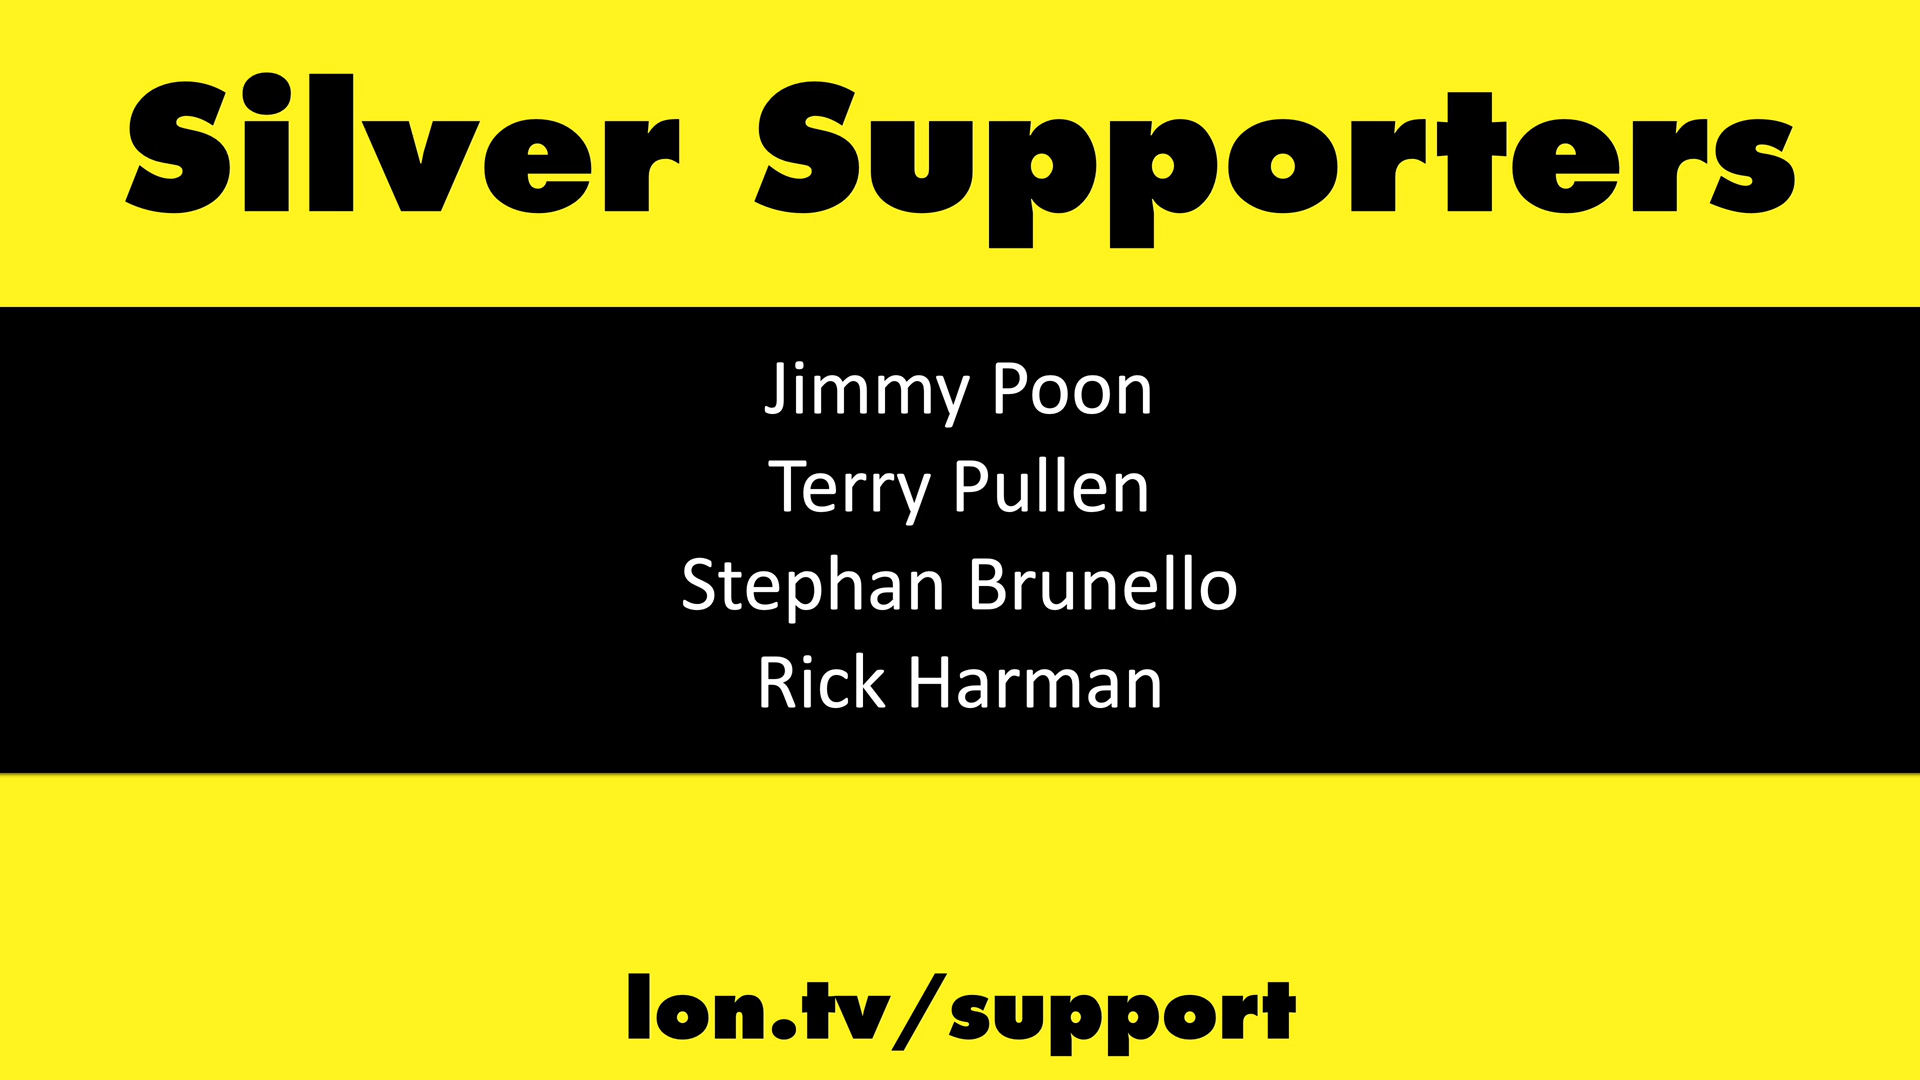 Silver Supporters
Jimmy Poon
Terry Pullen
Stephan Brunello
Rick Harman
lon.tv/support